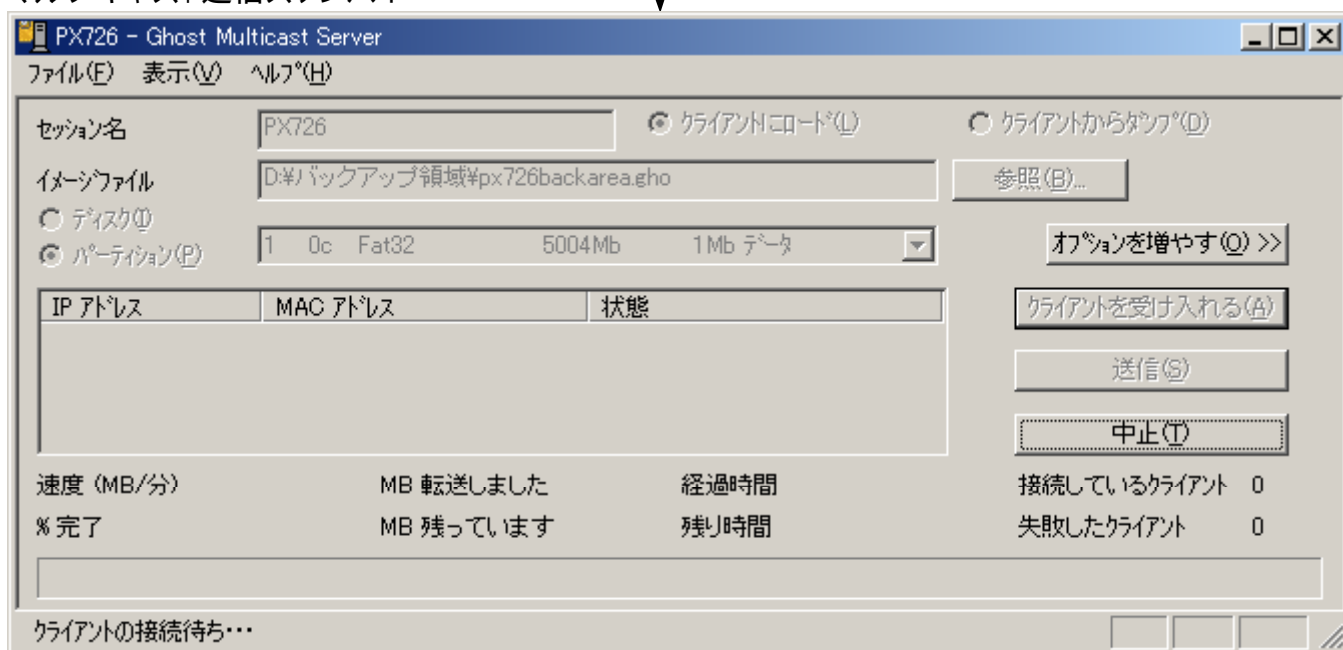 PX726 - Ghost Multicast Server
ファイル(F) 表示(V) ヘルプ(H)
セッション名 PX726 クライアントにロード(L) クライアントからダンプ(D)
イメージファイル D:¥バックアップ領域¥px726backarea.gho 参照(B)...
ディスク(I)
パーティション(P) 1 0c Fat32 5004Mb 1Mb データ オプションを増やす(O) >>
IP アドレス MAC アドレス 状態 クライアントを受け入れる(A)
送信(S)
中止(T)
速度 (MB/分) MB 転送しました 経過時間 接続しているクライアント 0
% 完了 MB 残っています 残り時間 失敗したクライアント 0
クライアントの接続待ち・・・